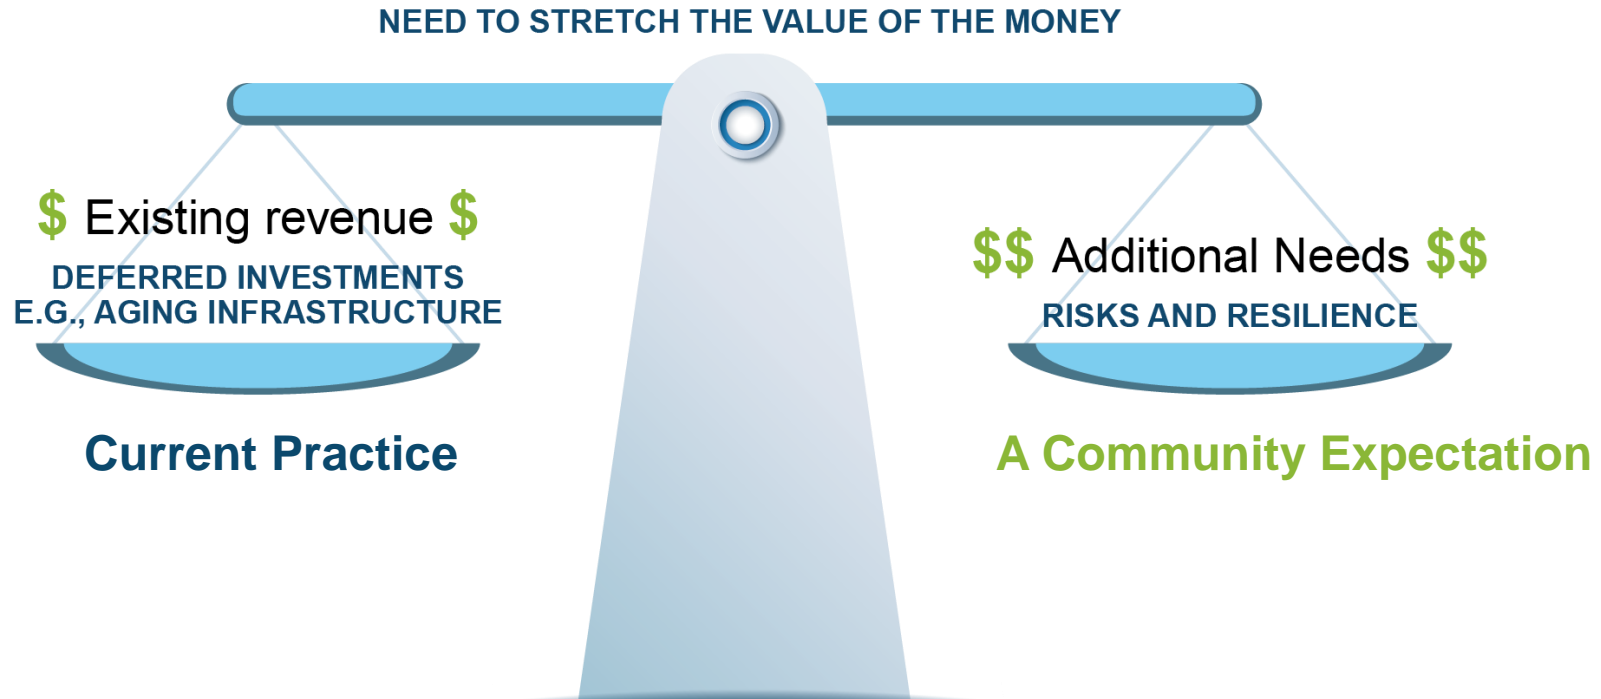 NEED TO STRETCH THE VALUE OF THE MONEY
$ Existing revenue $
DEFERRED INVESTMENTS
E.G., AGING INFRASTRUCTURE
$$ Additional Needs $$
RISKS AND RESILIENCE
Current Practice
A Community Expectation